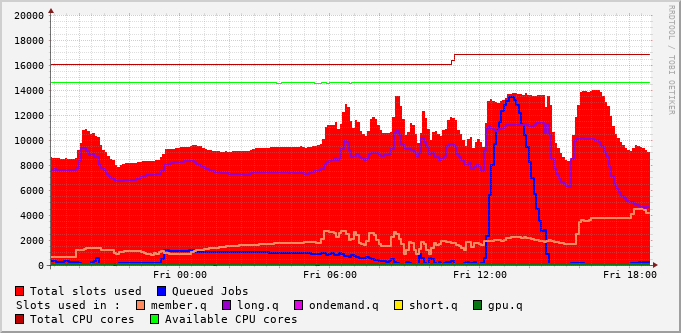 20000
18000
16000
14000
12000
10000
8000
6000
4000
2000
0
Fri 00:00 Fri 06:00 Fri 12:00 Fri 18:00
RRDTOOL / TOBI OETIKER
Total slots used Queued Jobs
Slots used in : member.q long.q ondemand.q short.q gpu.q
Total CPU cores Available CPU cores